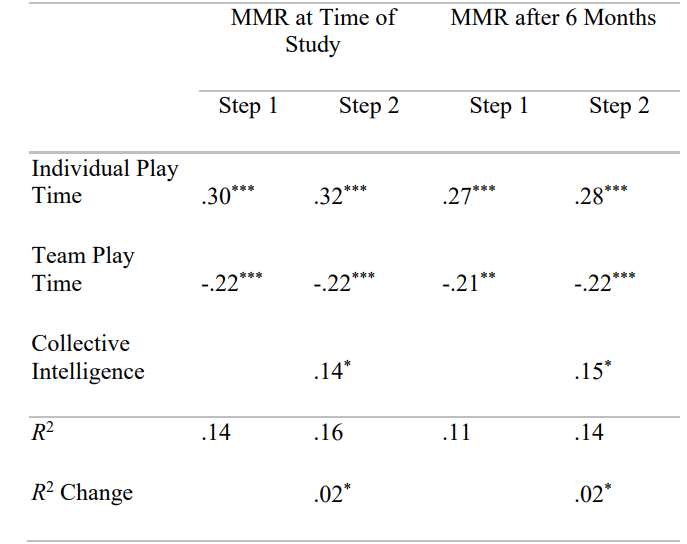 MMR at Time of Study MMR after 6 Months
Step 1 Step 2 Step 1 Step 2
Individual Play
Time .30*** .32*** .27*** .28***
Team Play
Time -.22*** -.22*** -.21** -.22***
Collective
Intelligence .14* .15*
R² .14 .16 .11 .14
R² Change .02* .02*